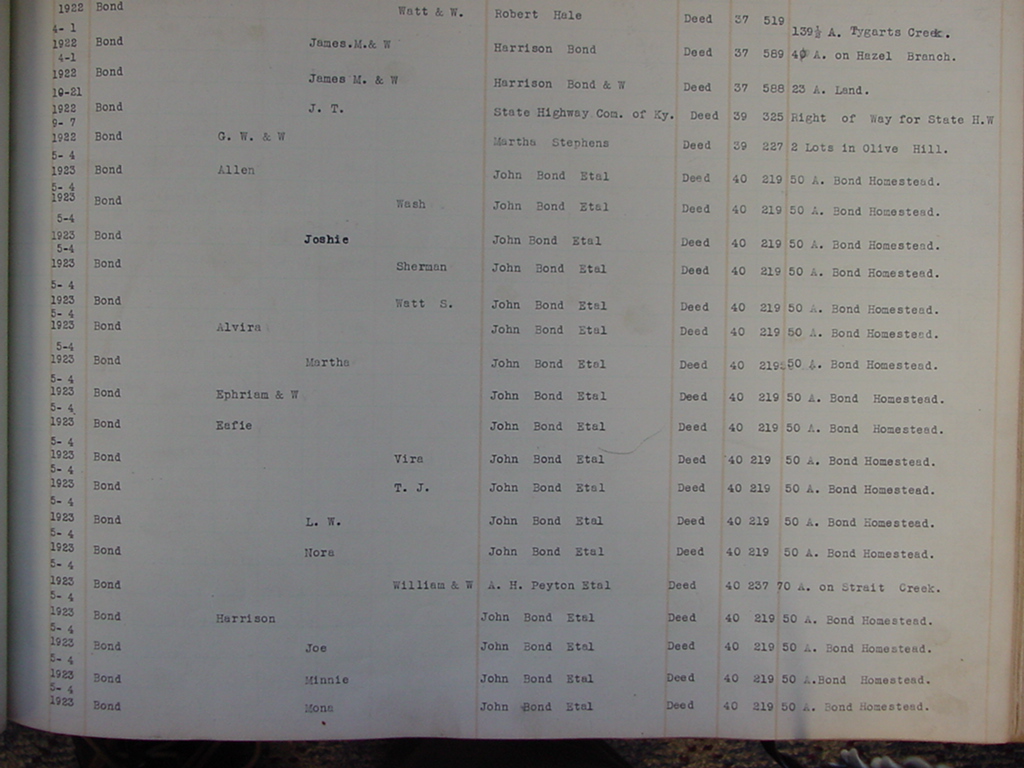 1922 Bond Watt & W. Robert Hale Deed 37 519 139½ A. Tygarts Creek.
4- 1
1922 Bond James.M.& W Harrison Bond Deed 37 589 40 A. on Hazel Branch.
4-1
1922 Bond James M. & W Harrison Bond & W Deed 37 588 23 A. Land.
10-21
1922 Bond J. T. State Highway Com. of Ky. Deed 39 325 Right of Way for State H.W
9- 7
1922 Bond G. W. & W Martha Stephens Deed 39 227 2 Lots in Olive Hill.
5- 4
1923 Bond Allen John Bond Etal Deed 40 219 50 A. Bond Homestead.
5- 4
1923 Bond Wash John Bond Etal Deed 40 219 50 A. Bond Homestead.
5-4
1923 Bond Joshie John Bond Etal Deed 40 219 50 A. Bond Homestead.
5-4
1923 Bond Sherman John Bond Etal Deed 40 219 50 A. Bond Homestead.
5- 4
1923 Bond Watt S. John Bond Etal Deed 40 219 50 A. Bond Homestead.
5- 4
1923 Bond Alvira John Bond Etal Deed 40 219 50 A. Bond Homestead.
5-4
1923 Bond Martha John Bond Etal Deed 40 219 50 A. Bond Homestead.
5- 4
1923 Bond Ephriam & W John Bond Etal Deed 40 219 50 A. Bond Homestead.
5- 4
1923 Bond Eafie John Bond Etal Deed 40 219 50 A. Bond Homestead.
5- 4
1923 Bond Vira John Bond Etal Deed 40 219 50 A. Bond Homestead.
5- 4
1923 Bond T. J. John Bond Etal Deed 40 219 50 A. Bond Homestead.
5- 4
1923 Bond L. W. John Bond Etal Deed 40 219 50 A. Bond Homestead.
5- 4
1923 Bond Nora John Bond Etal Deed 40 219 50 A. Bond Homestead.
5- 4
1923 Bond William & W A. H. Peyton Etal Deed 40 237 70 A. on Strait Creek.
5- 4
1923 Bond Harrison John Bond Etal Deed 40 219 50 A. Bond Homestead.
5- 4
1923 Bond Joe John Bond Etal Deed 40 219 50 A. Bond Homestead.
5- 4
1923 Bond Minnie John Bond Etal Deed 40 219 50 A.Bond Homestead.
5- 4
1923 Bond Mona John Bond Etal Deed 40 219 50 A. Bond Homestead.